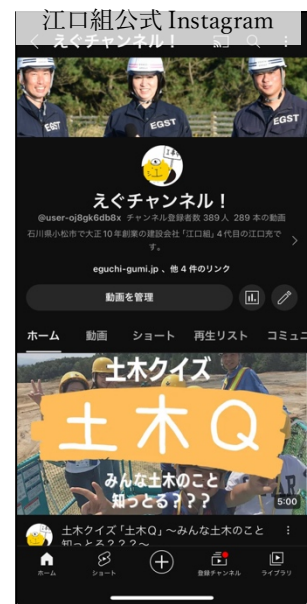 江口組公式Instagram
えぐチャンネル！
EGST
EGST
えぐチャンネル！
@user-oj8gk6db8x チャンネル登録者数 389人 289 本の動画
石川県小松市で大正10年創業の建設会社「江口組」4代目の江口充で
す。
eguchi-gumi.jp 、他 4 件のリンク
動画を管理
ホーム 動画 ショート 再生リスト コミュニ
土木クイズ
土木Q
みんな土木のこと
知っとる？？？
5:00
土木クイズ「土木Q」～みんな土木のこと
知っとる？？？～
ホーム ショート 登録チャンネル ライブラリ